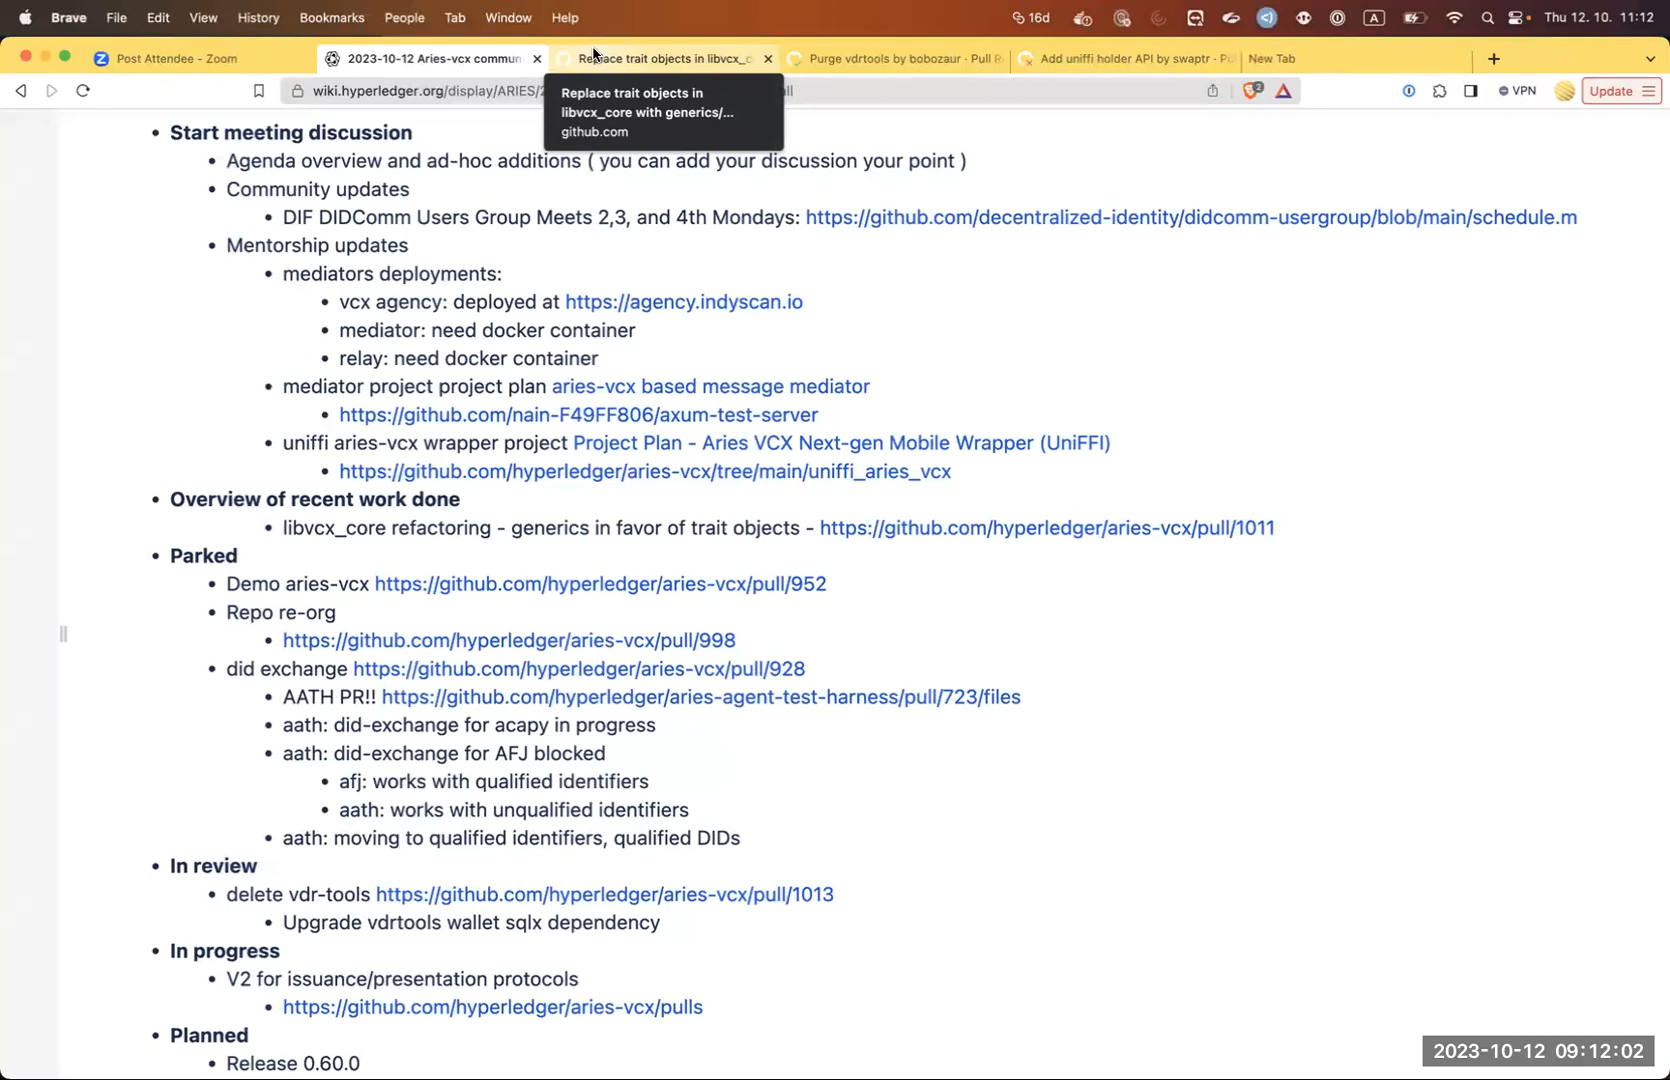 Brave File Edit View History Bookmarks People Tab Window Help 16d A Thu 12. 10. 11:12
Post Attendee - Zoom 2023-10-12 Aries-vcx commun Replace trait objects in libvcx_c Purge vdrtools by bobozaur · Pull R Add uniffi holder API by swaptr · Pu New Tab
wiki.hyperledger.org/display/ARIES/2 all 2 VPN Update
Replace trait objects in
libvcx_core with generics/...
github.com
• Start meeting discussion
• Agenda overview and ad-hoc additions ( you can add your discussion your point )
• Community updates
• DIF DIDComm Users Group Meets 2,3, and 4th Mondays: https://github.com/decentralized-identity/didcomm-usergroup/blob/main/schedule.m
• Mentorship updates
• mediators deployments:
• vcx agency: deployed at https://agency.indyscan.io
• mediator: need docker container
• relay: need docker container
• mediator project project plan aries-vcx based message mediator
• https://github.com/nain-F49FF806/axum-test-server
• uniffi aries-vcx wrapper project Project Plan - Aries VCX Next-gen Mobile Wrapper (UniFFI)
• https://github.com/hyperledger/aries-vcx/tree/main/uniffi_aries_vcx
• Overview of recent work done
• libvcx_core refactoring - generics in favor of trait objects - https://github.com/hyperledger/aries-vcx/pull/1011
• Parked
• Demo aries-vcx https://github.com/hyperledger/aries-vcx/pull/952
• Repo re-org
• https://github.com/hyperledger/aries-vcx/pull/998
• did exchange https://github.com/hyperledger/aries-vcx/pull/928
• AATH PR!! https://github.com/hyperledger/aries-agent-test-harness/pull/723/files
• aath: did-exchange for acapy in progress
• aath: did-exchange for AFJ blocked
• afj: works with qualified identifiers
• aath: works with unqualified identifiers
• aath: moving to qualified identifiers, qualified DIDs
• In review
• delete vdr-tools https://github.com/hyperledger/aries-vcx/pull/1013
• Upgrade vdrtools wallet sqlx dependency
• In progress
• V2 for issuance/presentation protocols
• https://github.com/hyperledger/aries-vcx/pulls
• Planned
• Release 0.60.0
2023-10-12 09:12:02